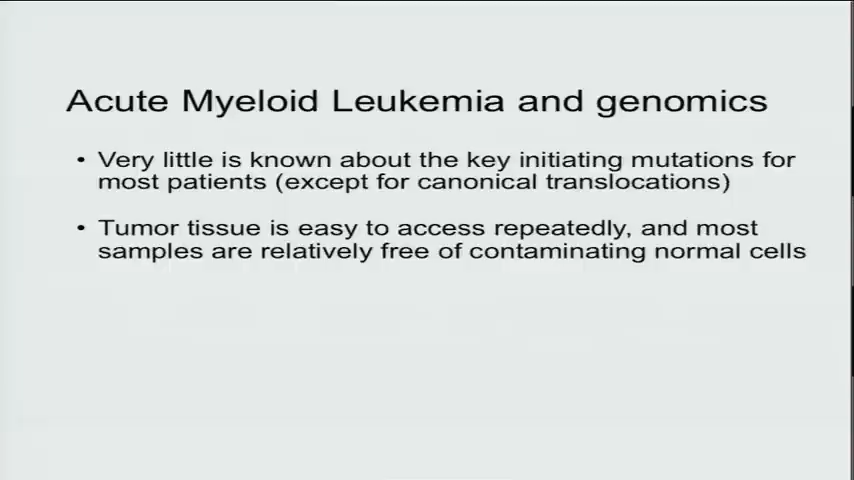 Acute Myeloid Leukemia and genomics
• Very little is known about the key initiating mutations for
most patients (except for canonical translocations)
• Tumor tissue is easy to access repeatedly, and most
samples are relatively free of contaminating normal cells